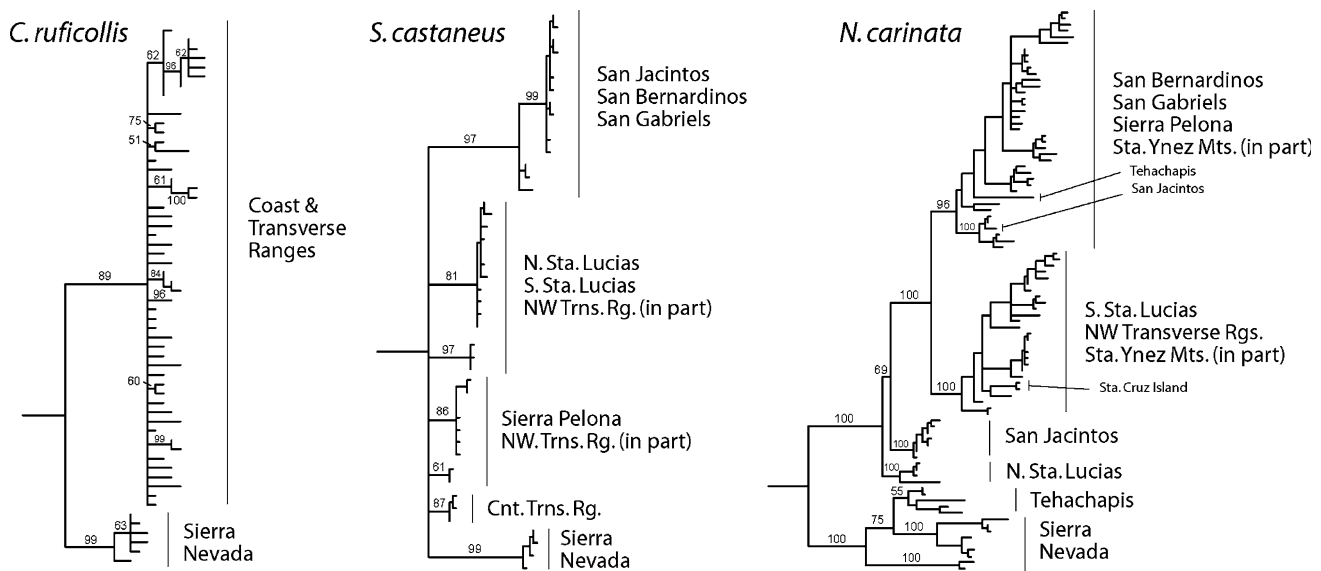 C. ruficollis
62
62
96
75
51
61
100
Coast &
Transverse
Ranges
89
84
96
60
99
63
99
Sierra
Nevada
S. castaneus
99
San Jacintos
San Bernardinos
San Gabriels
97
81
N. Sta. Lucias
S. Sta. Lucias
NW Trns. Rg. (in part)
97
86
Sierra Pelona
NW. Trns. Rg. (in part)
61
87
Cnt. Trns. Rg.
99
Sierra
Nevada
N. carinata
San Bernardinos
San Gabriels
Sierra Pelona
Sta. Ynez Mts. (in part)
Tehachapis
San Jacintos
96
100
100
S. Sta. Lucias
NW Transverse Rgs.
Sta. Ynez Mts. (in part)
69
100
Sta. Cruz Island
100
100
San Jacintos
100
N. Sta. Lucias
55
Tehachapis
75
100
Sierra
Nevada
100
100